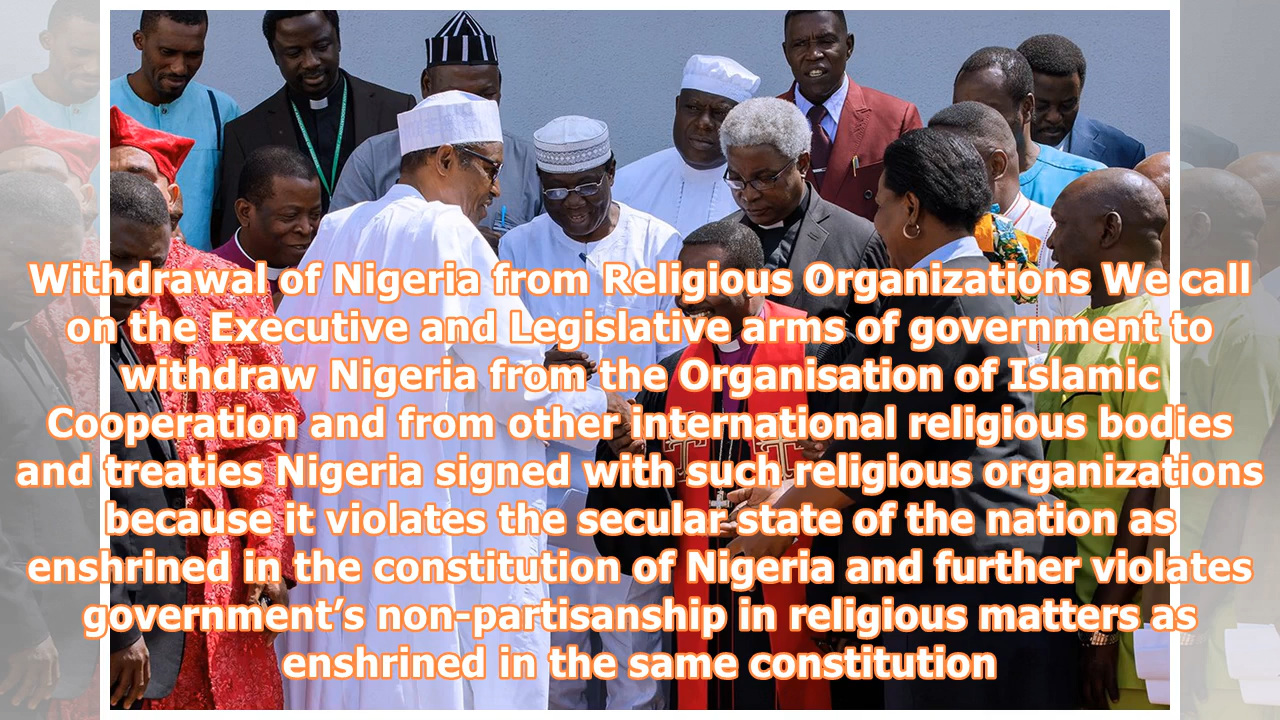 Withdrawal of Nigeria from Religious Organizations We call
on the Executive and Legislative arms of government to
withdraw Nigeria from the Organisation of Islamic
Cooperation and from other international religious bodies
and treaties Nigeria signed with such religious organizations
because it violates the secular state of the nation as
enshrined in the constitution of Nigeria and further violates
government’s non-partisanship in religious matters as
enshrined in the same constitution